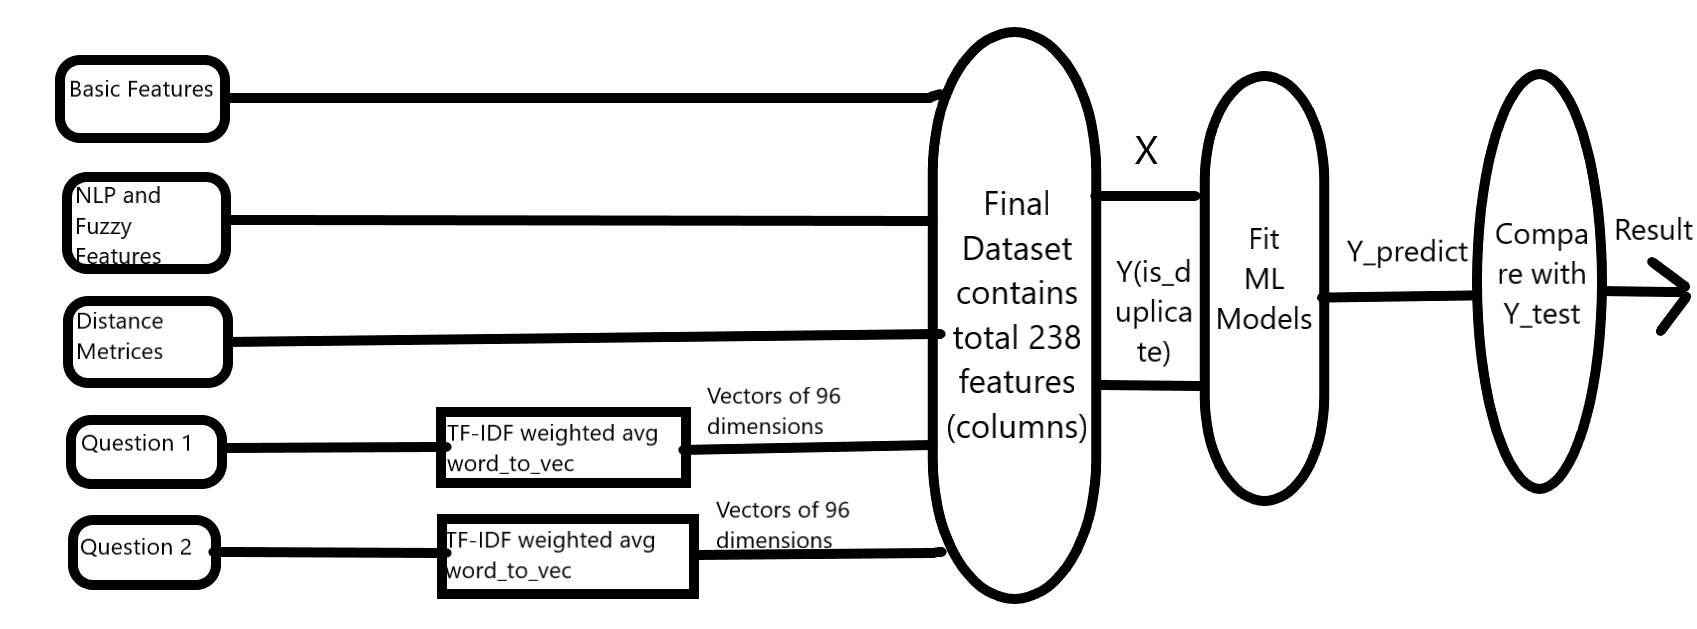 Basic Features
NLP and
Fuzzy
Features
Distance
Metrices
Question 1
TF-IDF weighted avg
word_to_vec
Vectors of 96
dimensions
Question 2
TF-IDF weighted avg
word_to_vec
Vectors of 96
dimensions
Final
Dataset
contains
total 238
features
(columns)
X
Y(is_d
uplica
te)
Fit
ML
Models
Y_predict
Compa
re with
Y_test
Result